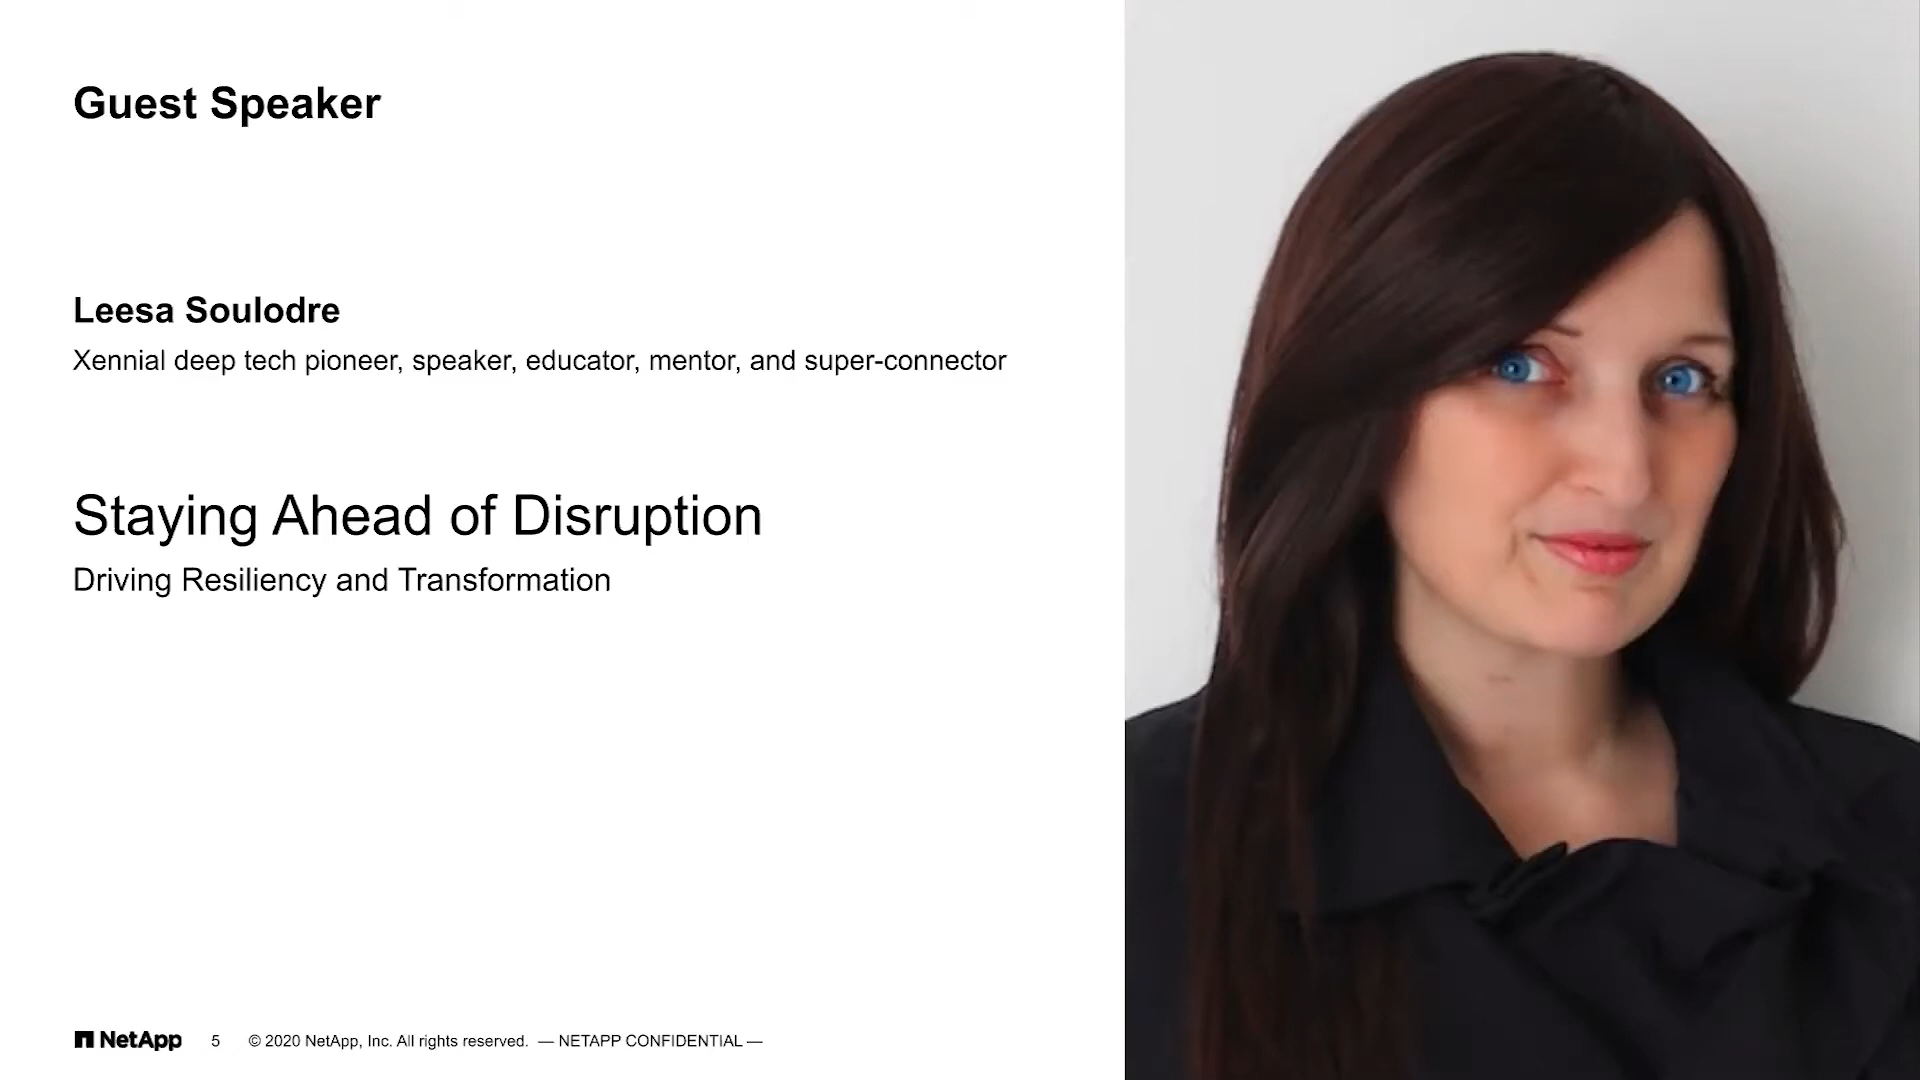 Guest Speaker
Leesa Soulodre
Xennial deep tech pioneer, speaker, educator, mentor, and super-connector
Staying Ahead of Disruption
Driving Resiliency and Transformation
NetApp 5 © 2020 NetApp, Inc. All rights reserved. — NETAPP CONFIDENTIAL —